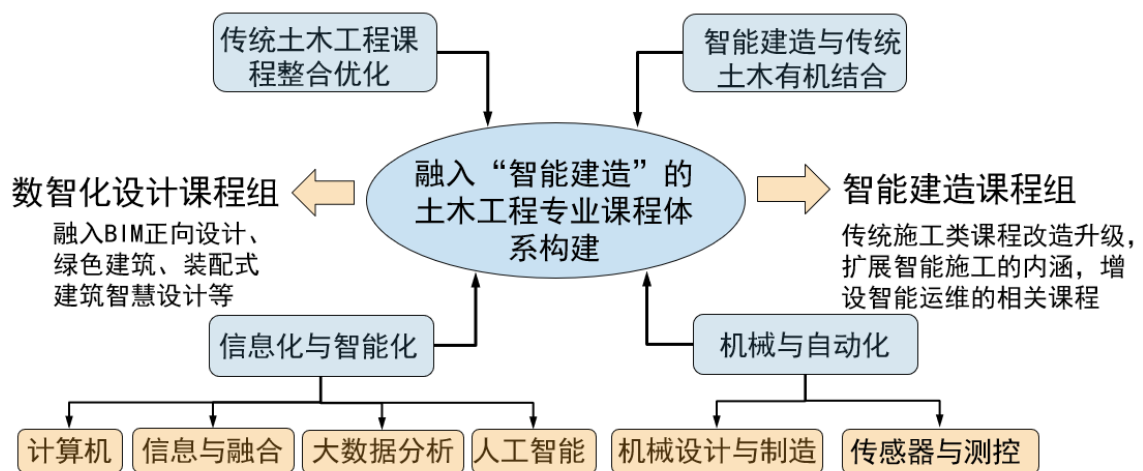 传统土木工程课
程整合优化
智能建造与传统
土木有机结合
融入“智能建造”的
土木工程专业课程体
系构建
数智化设计课程组
融入BIM正向设计、
绿色建筑、装配式
建筑智慧设计等
智能建造课程组
传统施工类课程改造升级，
扩展智能施工的内涵，增
设智能运维的相关课程
信息化与智能化
机械与自动化
计算机
信息与融合
大数据分析
人工智能
机械设计与制造
传感器与测控